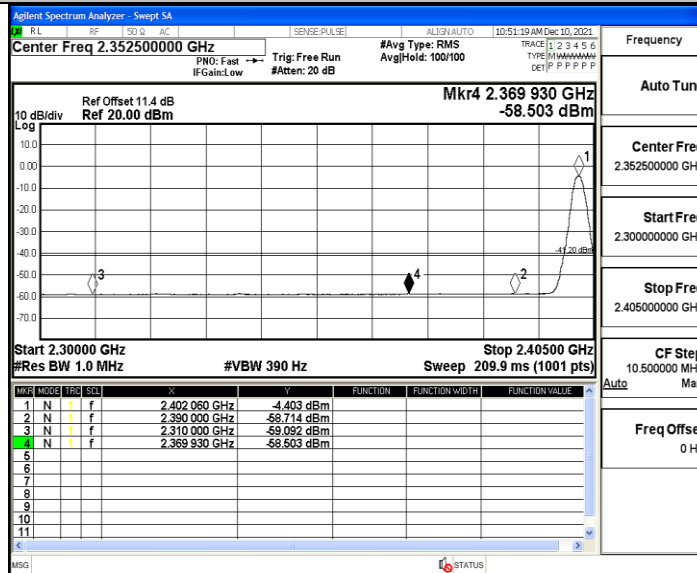 Agilent Spectrum Analyzer - Swept SA
RL RF 50 Ω AC SENSE:PULSE ALIGN AUTO 10:51:19 AM Dec 10, 2021
Center Freq 2.352500000 GHz
PNO: Fast
IFGain:Low
Trig: Free Run
#Atten: 20 dB
#Avg Type: RMS
Avg|Hold: 100/100
TRACE 1 2 3 4 5 6
TYPE M W W W W W
DET P P P P P P
Ref Offset 11.4 dB
10 dB/div Ref 20.00 dBm
Log
Mkr4 2.369 930 GHz
-58.503 dBm
10.0
0.00
-10.0
-20.0
-30.0
-40.0
-50.0
-60.0
-70.0
1
-41.20 dBm
3
4
2
Start 2.30000 GHz Stop 2.40500 GHz
#Res BW 1.0 MHz #VBW 390 Hz Sweep 209.9 ms (1001 pts)
MKR MODE TRC SCL X Y FUNCTION FUNCTION WIDTH FUNCTION VALUE
1 N 1 f 2.402 060 GHz -4.403 dBm
2 N 1 f 2.390 000 GHz -58.714 dBm
3 N 1 f 2.310 000 GHz -59.092 dBm
4 N 1 f 2.369 930 GHz -58.503 dBm
5
6
7
8
9
10
11
MSG STATUS
Frequency
Auto Tun
Center Fre
2.352500000 GH
Start Fre
2.300000000 GH
Stop Fre
2.405000000 GH
CF Step
10.500000 MH
Auto Ma
Freq Offse
0 H